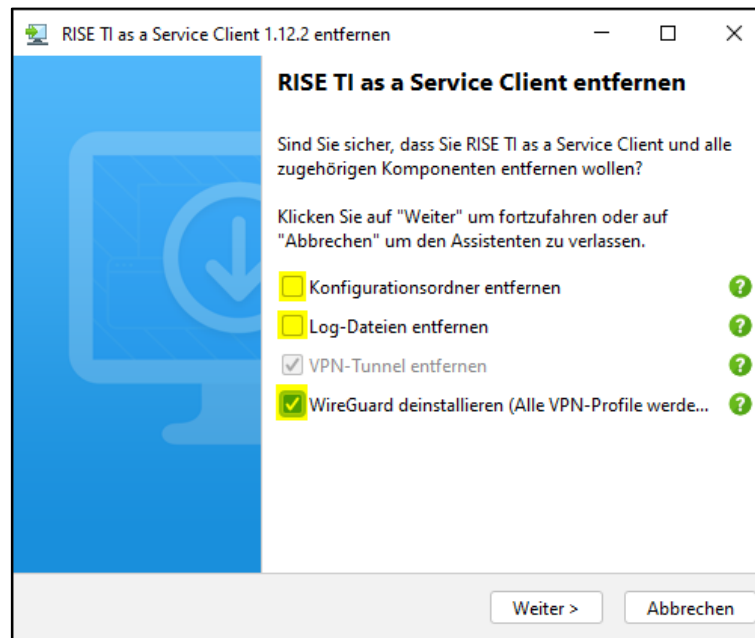 RISE TI as a Service Client 1.12.2 entfernen
RISE TI as a Service Client entfernen
Sind Sie sicher, dass Sie RISE TI as a Service Client und alle
zugehörigen Komponenten entfernen wollen?
Klicken Sie auf "Weiter" um fortzufahren oder auf
"Abbrechen" um den Assistenten zu verlassen.
Konfigurationsordner entfernen
Log-Dateien entfernen
VPN-Tunnel entfernen
WireGuard deinstallieren (Alle VPN-Profile werde...
Weiter >
Abbrechen